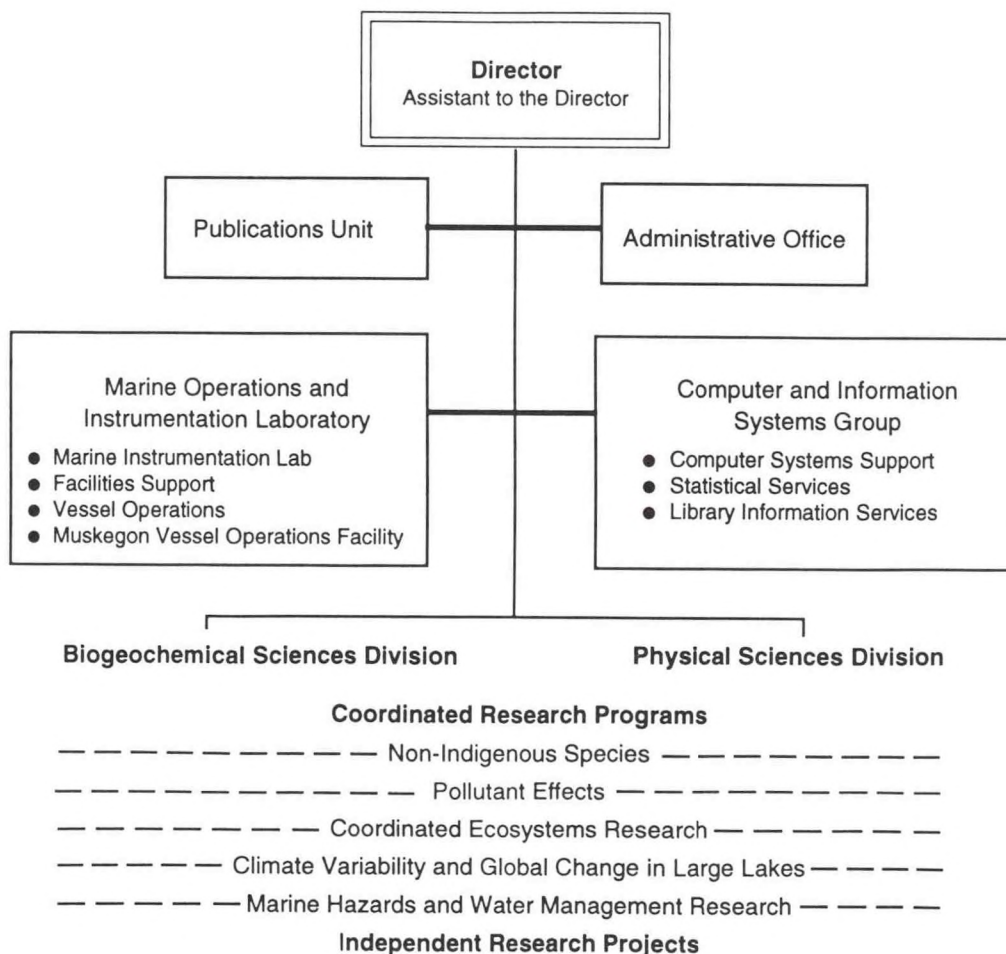 Director
Assistant to the Director
Publications Unit
Administrative Office
Marine Operations and
Instrumentation Laboratory
● Marine Instrumentation Lab
● Facilities Support
● Vessel Operations
● Muskegon Vessel Operations Facility
Computer and Information
Systems Group
● Computer Systems Support
● Statistical Services
● Library Information Services
Biogeochemical Sciences Division
Physical Sciences Division
Coordinated Research Programs
Non-Indigenous Species
Pollutant Effects
Coordinated Ecosystems Research
Climate Variability and Global Change in Large Lakes
Marine Hazards and Water Management Research
Independent Research Projects